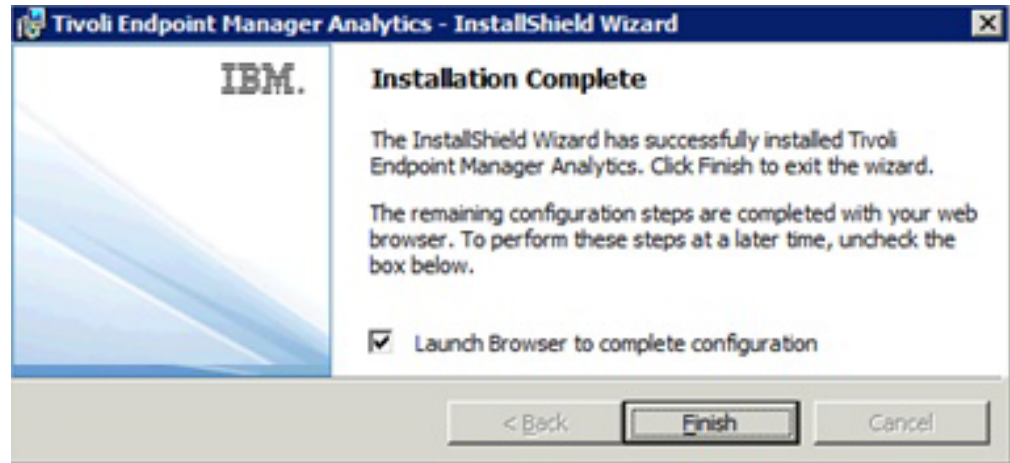 Tivoli Endpoint Manager Analytics - InstallShield Wizard
IBM.
Installation Complete
The InstallShield Wizard has successfully installed Tivoli
Endpoint Manager Analytics. Click Finish to exit the wizard.
The remaining configuration steps are completed with your web
browser. To perform these steps at a later time, uncheck the
box below.
Launch Browser to complete configuration
< Back
Finish
Cancel